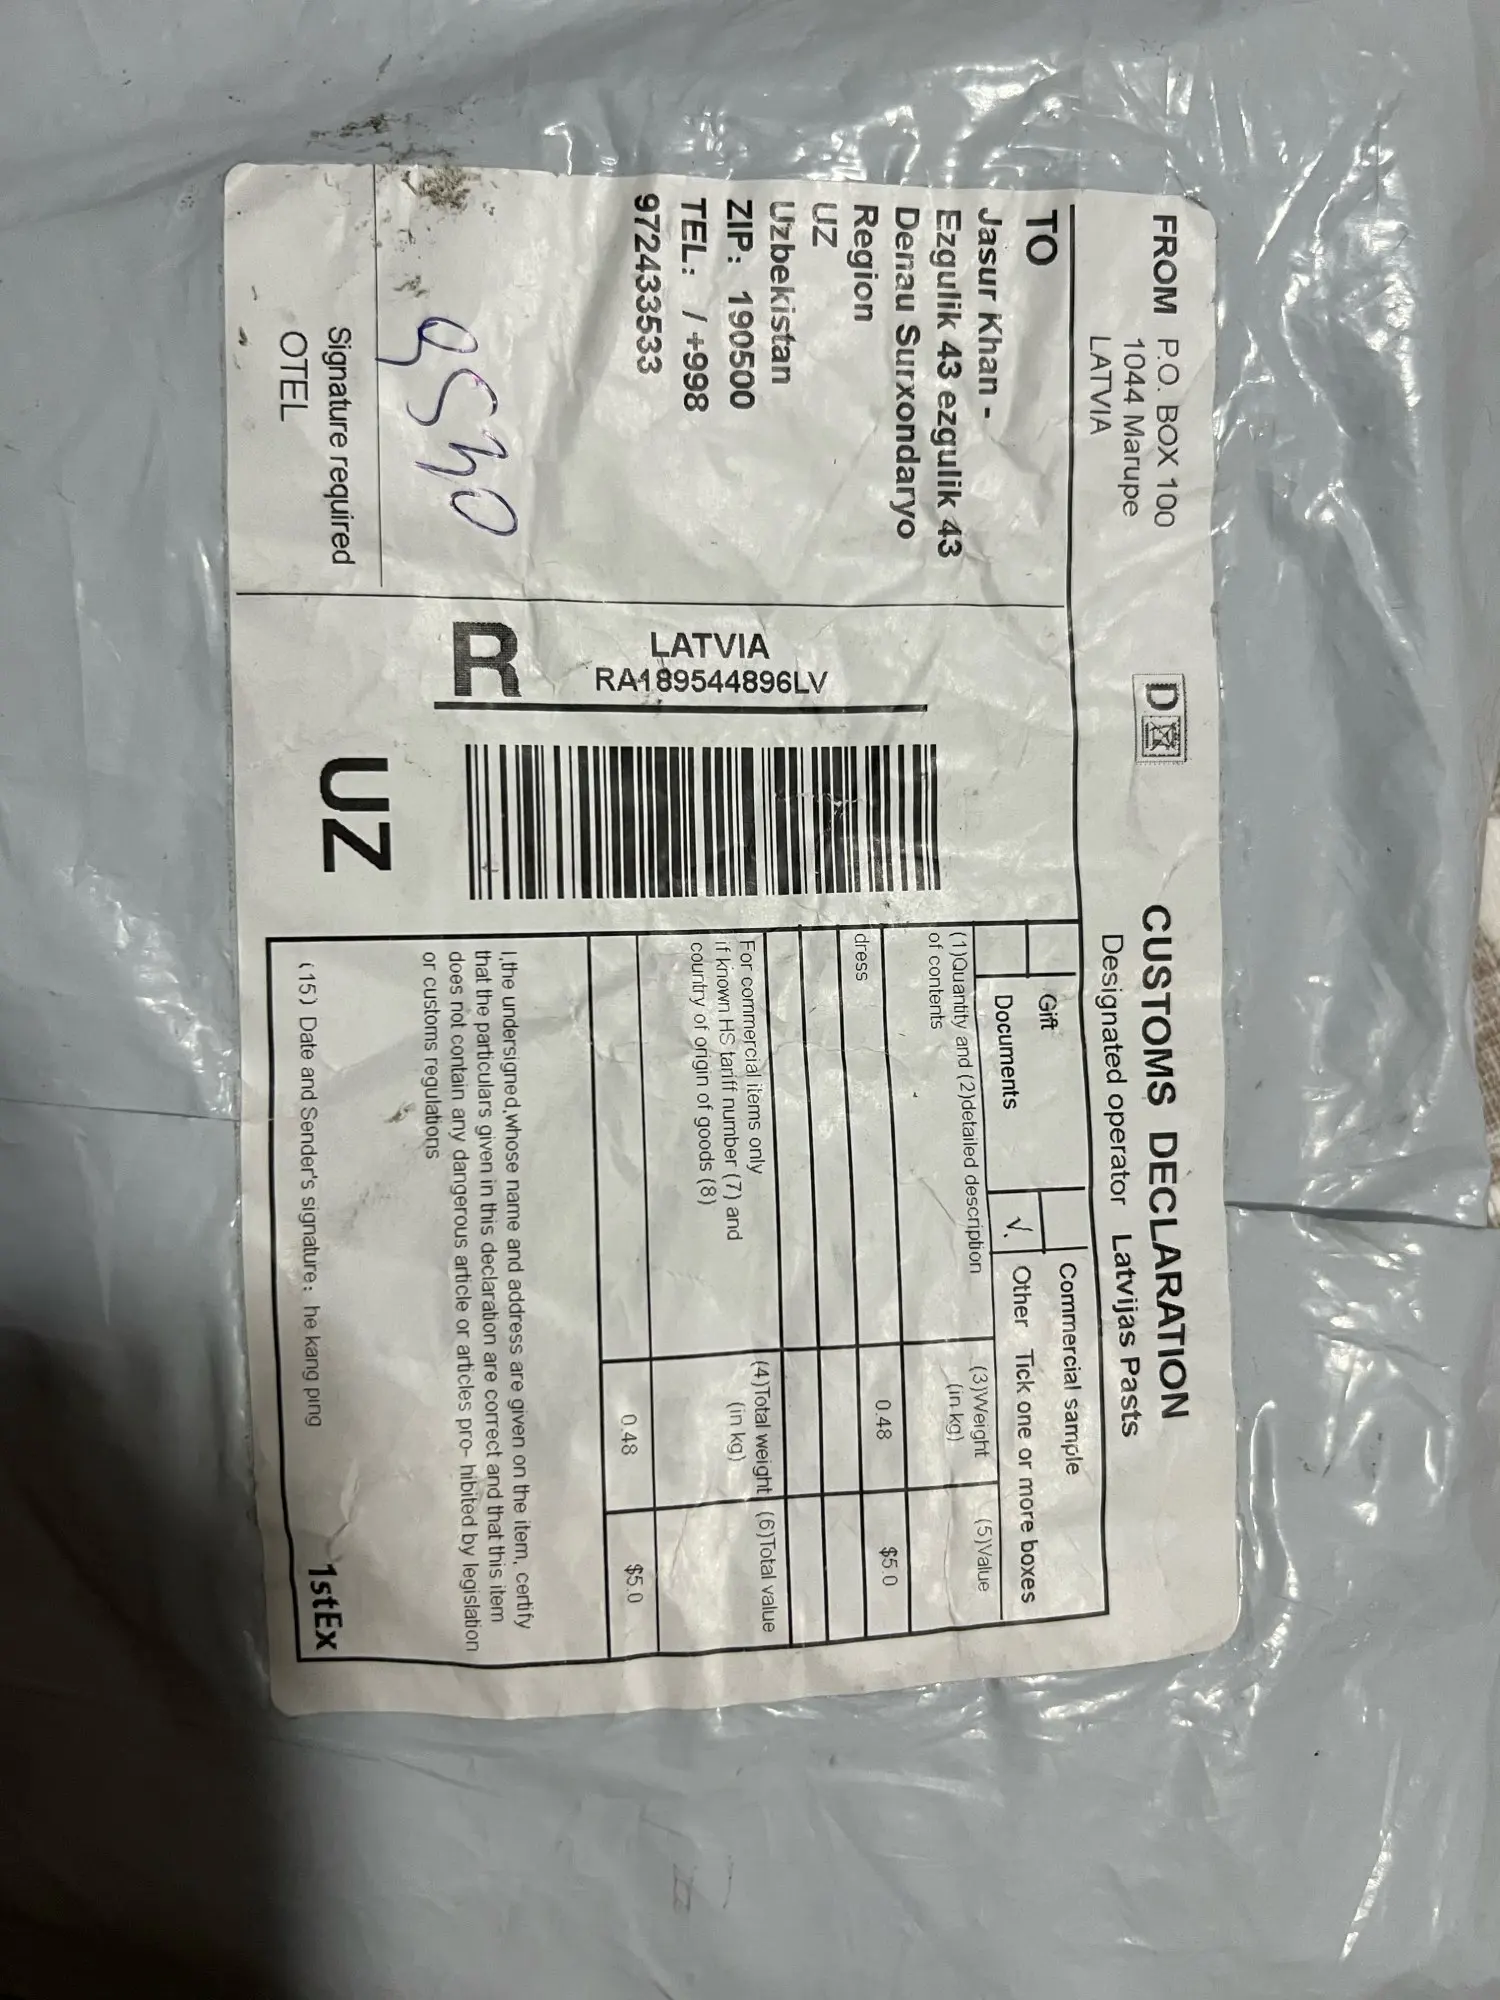 FROM P.O. BOX 100
1044 Marupe
LATVIA
D
CUSTOMS DECLARATION
Designated operator Latvijas Pasts
TO
Jasur Khan -
Ezgulik 43 ezgulik 43
Denau Surxondaryo
Region
UZ
Uzbekistan
ZIP: 190500
TEL: / +998
972433533
Signature required
OTEL
LATVIA
RA189544896LV
R
UZ
Gift
Commercial sample
Documents
√.
Other Tick one or more boxes
(1)Quantity and (2)detailed description
of contents
(3)Weight
(in kg)
(5)Value
dress
0.48
$5.0
For commercial items only
if known HS tariff number (7) and
country of origin of goods (8)
(4)Total weight
(in kg)
(6)Total value
0.48
$5.0
I,the undersigned,whose name and address are given on the item, certify
that the particulars given in this declaration are correct and that this item
does not contain any dangerous article or articles pro- hibited by legislation
or customs regulations
(15) Date and Sender's signature: he kang ping
1stEx